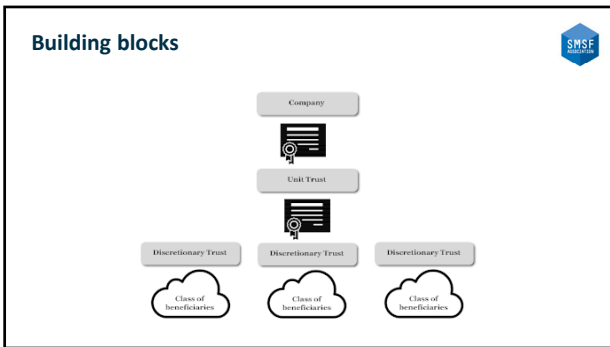 Building blocks
SMSF
ASSOCIATION
Company
Unit Trust
Discretionary Trust
Discretionary Trust
Discretionary Trust
Class of
beneficiaries
Class of
beneficiaries
Class of
beneficiaries